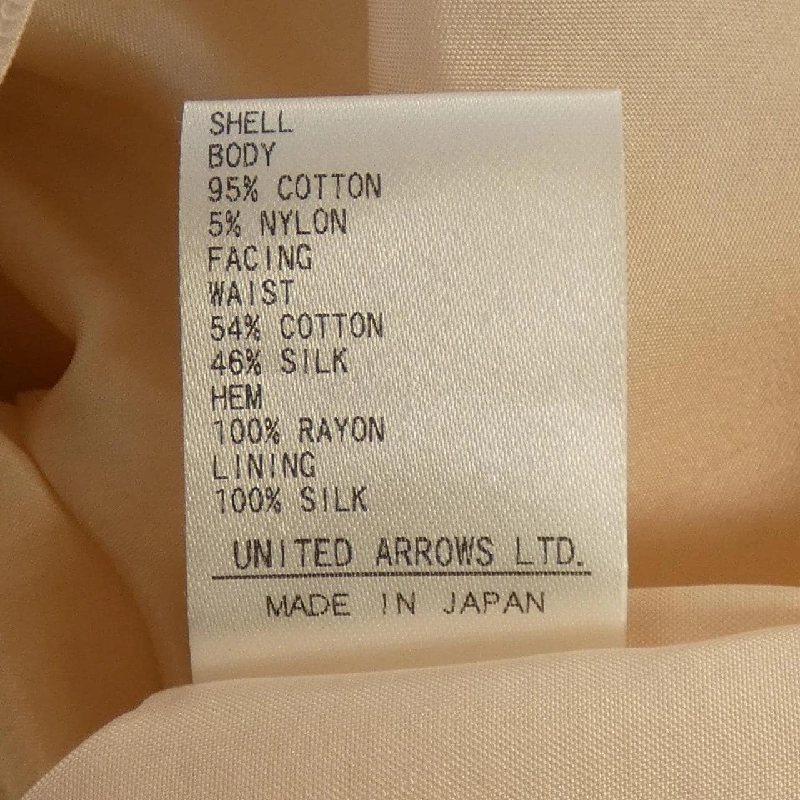 SHELL
BODY
95% COTTON
5% NYLON
FACING
WAIST
54% COTTON
46% SILK
HEM
100% RAYON
LINING
100% SILK
UNITED ARROWS LTD.
MADE IN JAPAN